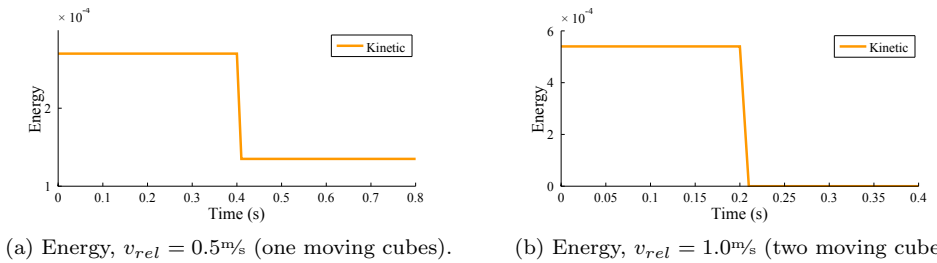 × 10⁻⁴
Kinetic
Energy
2
1
0 0.1 0.2 0.3 0.4 0.5 0.6 0.7 0.8
Time (s)
(a) Energy, v_rel = 0.5m/s (one moving cubes).
× 10⁻⁴
6
Kinetic
4
Energy
2
0
0 0.05 0.1 0.15 0.2 0.25 0.3 0.35 0.4
Time (s)
(b) Energy, v_rel = 1.0m/s (two moving cube